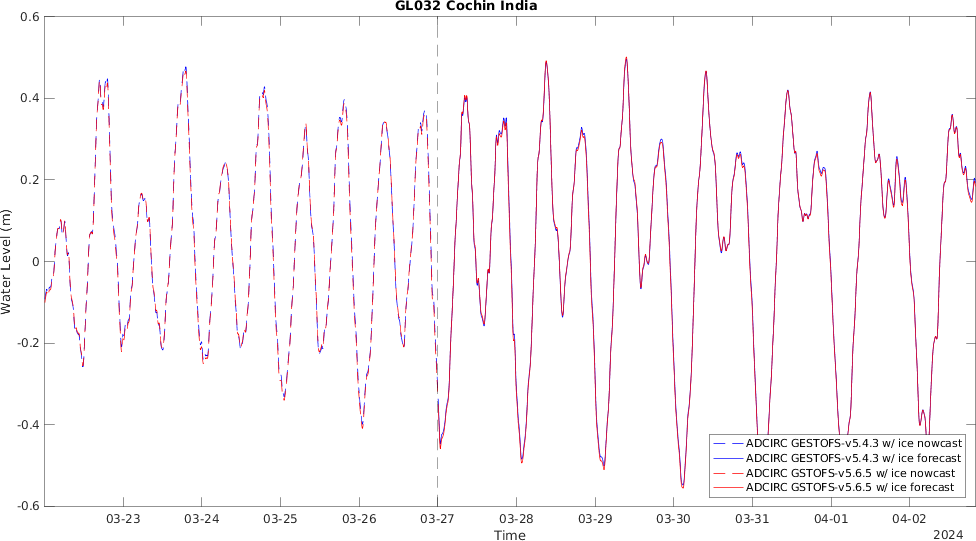 GL032 Cochin India
0.6
0.4
0.2
0
-0.2
-0.4
-0.6
Water Level (m)
ADCIRC GESTOFS-v5.4.3 w/ ice nowcast
ADCIRC GESTOFS-v5.4.3 w/ ice forecast
ADCIRC GSTOFS-v5.6.5 w/ ice nowcast
ADCIRC GSTOFS-v5.6.5 w/ ice forecast
03-23 03-24 03-25 03-26 03-27 03-28 03-29 03-30 03-31 04-01 04-02
Time 2024